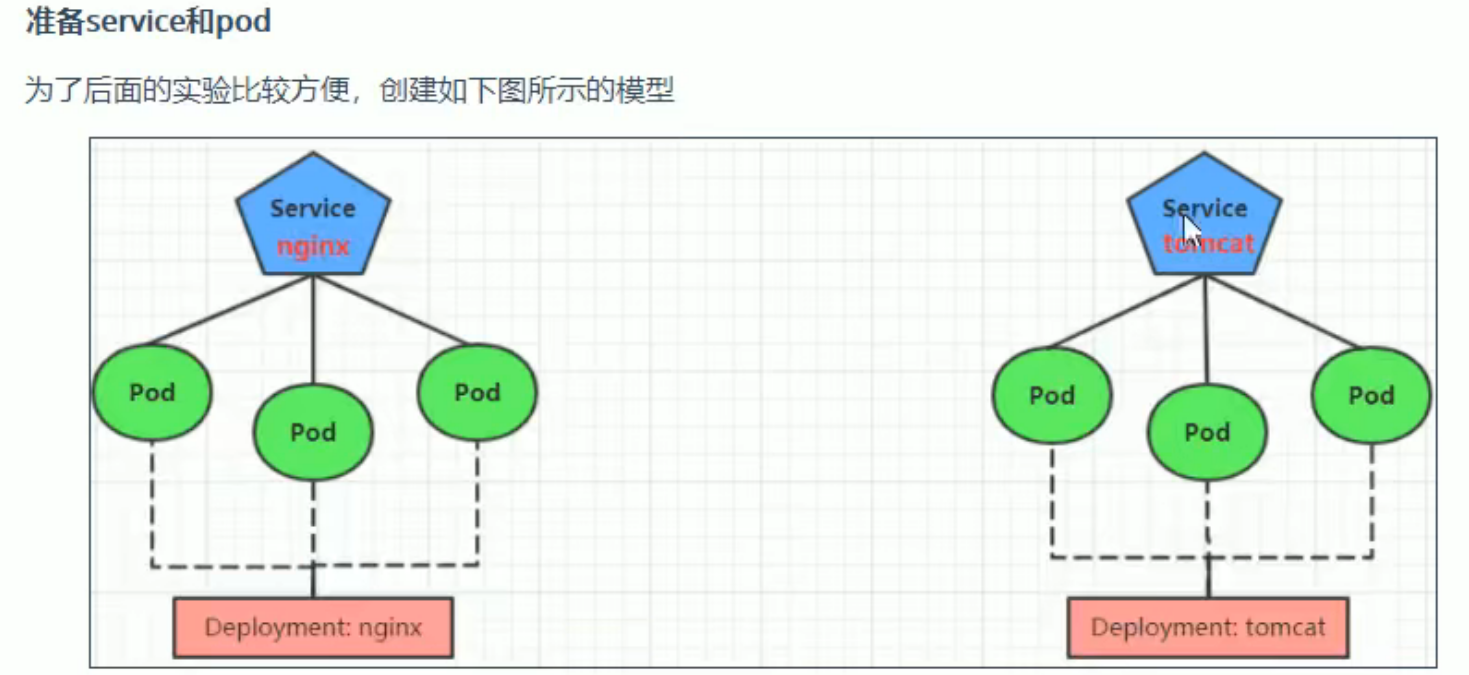 准备service和pod
为了后面的实验比较方便，创建如下图所示的模型
Service
nginx
Service
tomcat
Pod
Pod
Pod
Pod
Pod
Pod
Deployment: nginx
Deployment: tomcat